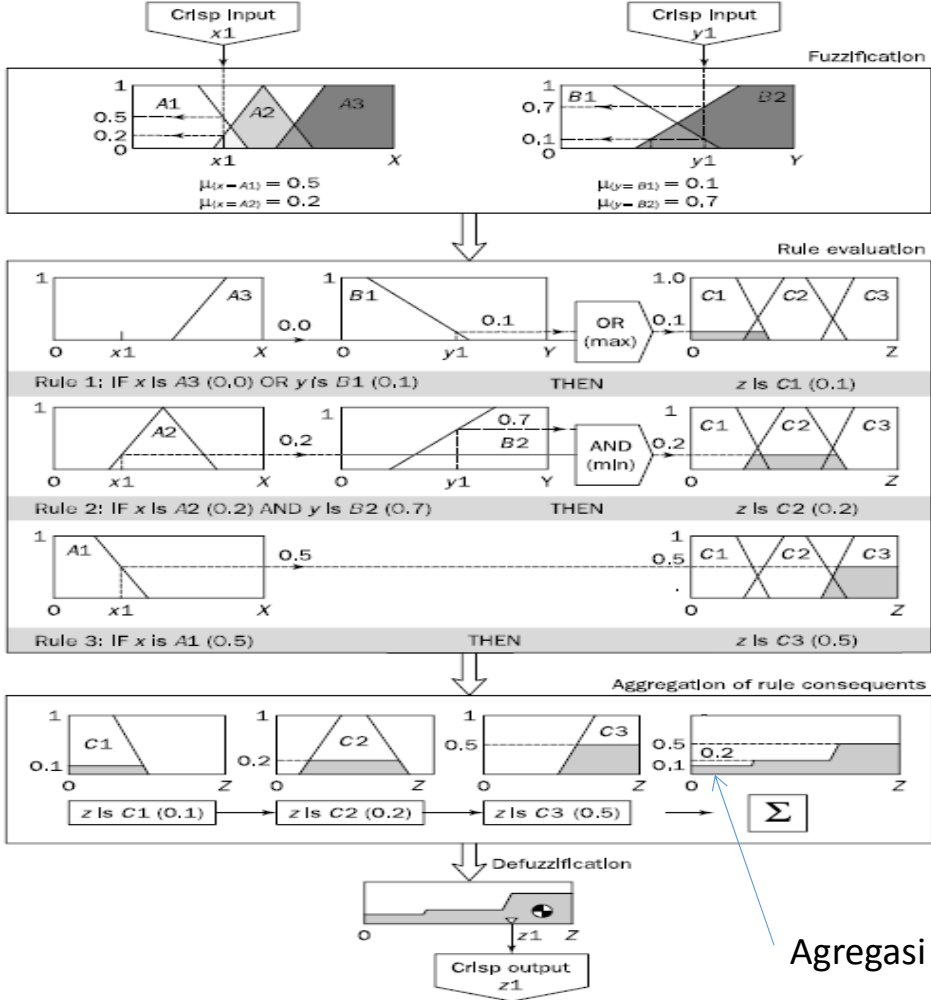 Crisp Input
x1
Crisp Input
y1
Fuzzification
1
0.5
0.2
0
A1
A2
A3
x1
X
μ(x = A1) = 0.5
μ(x = A2) = 0.2
1
0.7
0.1
0
B1
B2
y1
Y
μ(y = B1) = 0.1
μ(y = B2) = 0.7
Rule evaluation
1
A3
0 x1 X
0.0
1
B1
0.1
0 y1 Y
OR
(max)
0.1
1.0
C1 C2 C3
0 Z
Rule 1: IF x is A3 (0.0) OR y is B1 (0.1) THEN z is C1 (0.1)
1
A2
0 x1 X
0.2
1
0.7
B2
0 y1 Y
AND
(min)
0.2
1
C1 C2 C3
0 Z
Rule 2: IF x is A2 (0.2) AND y is B2 (0.7) THEN z is C2 (0.2)
1
A1
0 x1 X
0.5
1
0.5
C1 C2 C3
0 Z
Rule 3: IF x is A1 (0.5) THEN z is C3 (0.5)
Aggregation of rule consequents
1
C1
0.1
0 Z
1
C2
0.2
0 Z
1
C3
0.5
0 Z
0.5
0.2
0.1
0 Z
z is C1 (0.1)
z is C2 (0.2)
z is C3 (0.5)
Σ
Defuzzification
0 z1 Z
Crisp output
z1
Agregasi